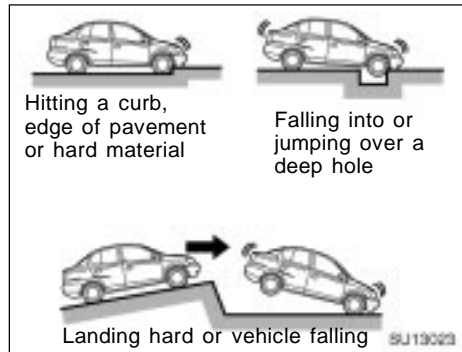 Hitting a curb,
edge of pavement
or hard material
Falling into or
jumping over a
deep hole
Landing hard or vehicle falling
SU13023